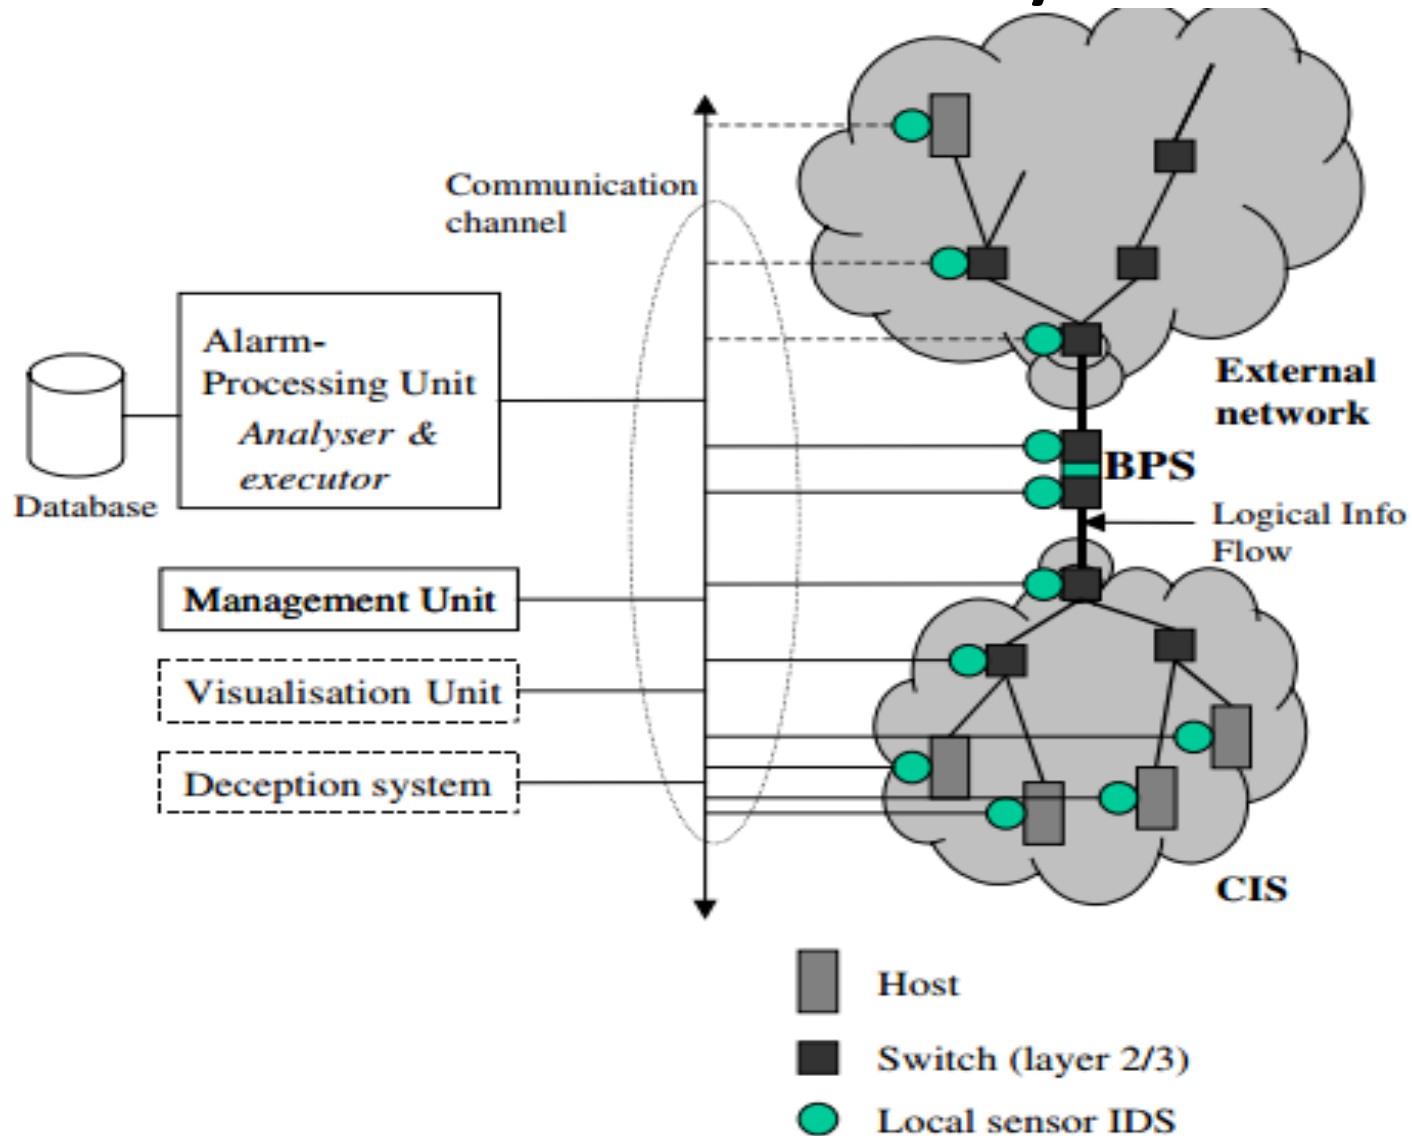 Communication
channel
Alarm-
Processing Unit
Analyser &
executor
Database
Management Unit
Visualisation Unit
Deception system
External
network
BPS
Logical Info
Flow
CIS
Host
Switch (layer 2/3)
Local sensor IDS